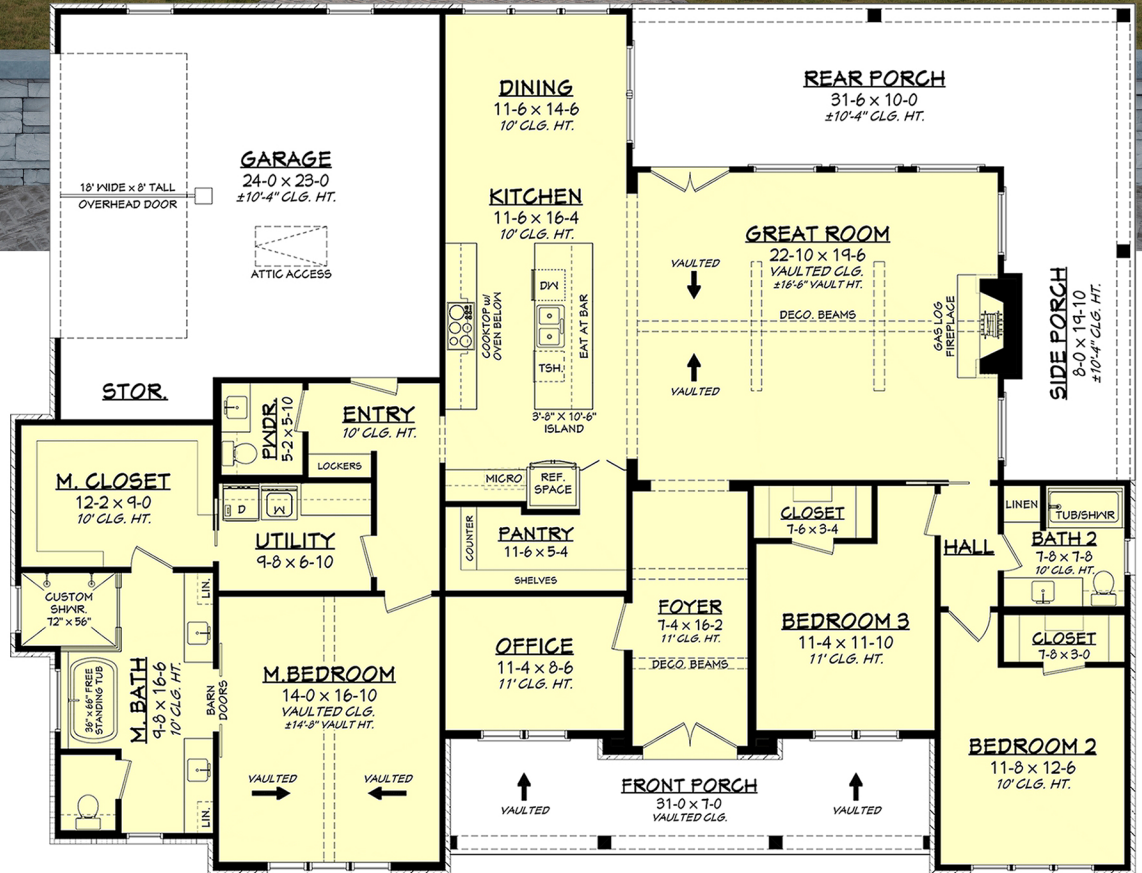 DINING
11-6 x 14-6
10' CLG. HT.
REAR PORCH
31-6 x 10-0
±10'-4" CLG. HT.
GARAGE
24-0 x 23-0
±10'-4" CLG. HT.
18' WIDE x 8' TALL
OVERHEAD DOOR
ATTIC ACCESS
KITCHEN
11-6 x 16-4
10' CLG. HT.
GREAT ROOM
22-10 x 19-6
VAULTED CLG.
±16'-6" VAULT HT.
VAULTED
DECO. BEAMS
VAULTED
GAS LOG
FIREPLACE
SIDE PORCH
8-0 x 19-10
±10'-4" CLG. HT.
COOKTOP w/
OVEN BELOW
DW
EAT AT BAR
TSH.
3'-8" X 10'-6"
ISLAND
STOR.
PWDR.
5-2 x 5-10
ENTRY
10' CLG. HT.
LOCKERS
MICRO
REF.
SPACE
M. CLOSET
12-2 x 9-0
10' CLG. HT.
D
W
UTILITY
9-8 x 6-10
COUNTER
PANTRY
11-6 x 5-4
SHELVES
CLOSET
7-6 x 3-4
LINEN
TUB/SHWR
HALL
BATH 2
7-8 x 7-8
10' CLG. HT.
CUSTOM
SHWR.
72" x 56"
LIN.
FOYER
7-4 x 16-2
11' CLG. HT.
DECO. BEAMS
BEDROOM 3
11-4 x 11-10
11' CLG. HT.
CLOSET
7-8 x 3-0
OFFICE
11-4 x 8-6
11' CLG. HT.
M.BEDROOM
14-0 x 16-10
VAULTED CLG.
±14'-8" VAULT HT.
36" x 66" FREE
STANDING TUB
M. BATH
9-8 x 16-6
10' CLG. HT.
BARN
DOORS
BEDROOM 2
11-8 x 12-6
10' CLG. HT.
VAULTED
VAULTED
LIN.
FRONT PORCH
31-0 x 7-0
VAULTED CLG.
VAULTED
VAULTED